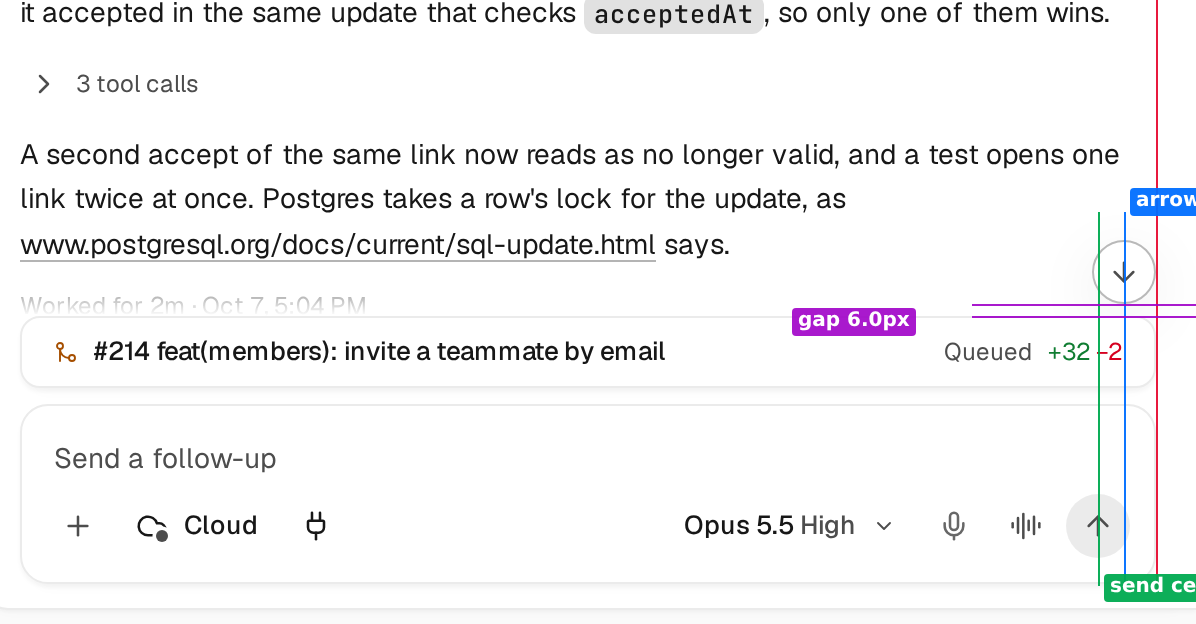 it accepted in the same update that checks acceptedAt, so only one of them wins.
3 tool calls
A second accept of the same link now reads as no longer valid, and a test opens one
link twice at once. Postgres takes a row's lock for the update, as
arrow
www.postgresql.org/docs/current/sql-update.html says.
Worked for 2m · Oct 7, 5:04 PM
gap 6.0px
#214 feat(members): invite a teammate by email Queued +32 -2
Send a follow-up
Cloud Opus 5.5 High
send ce